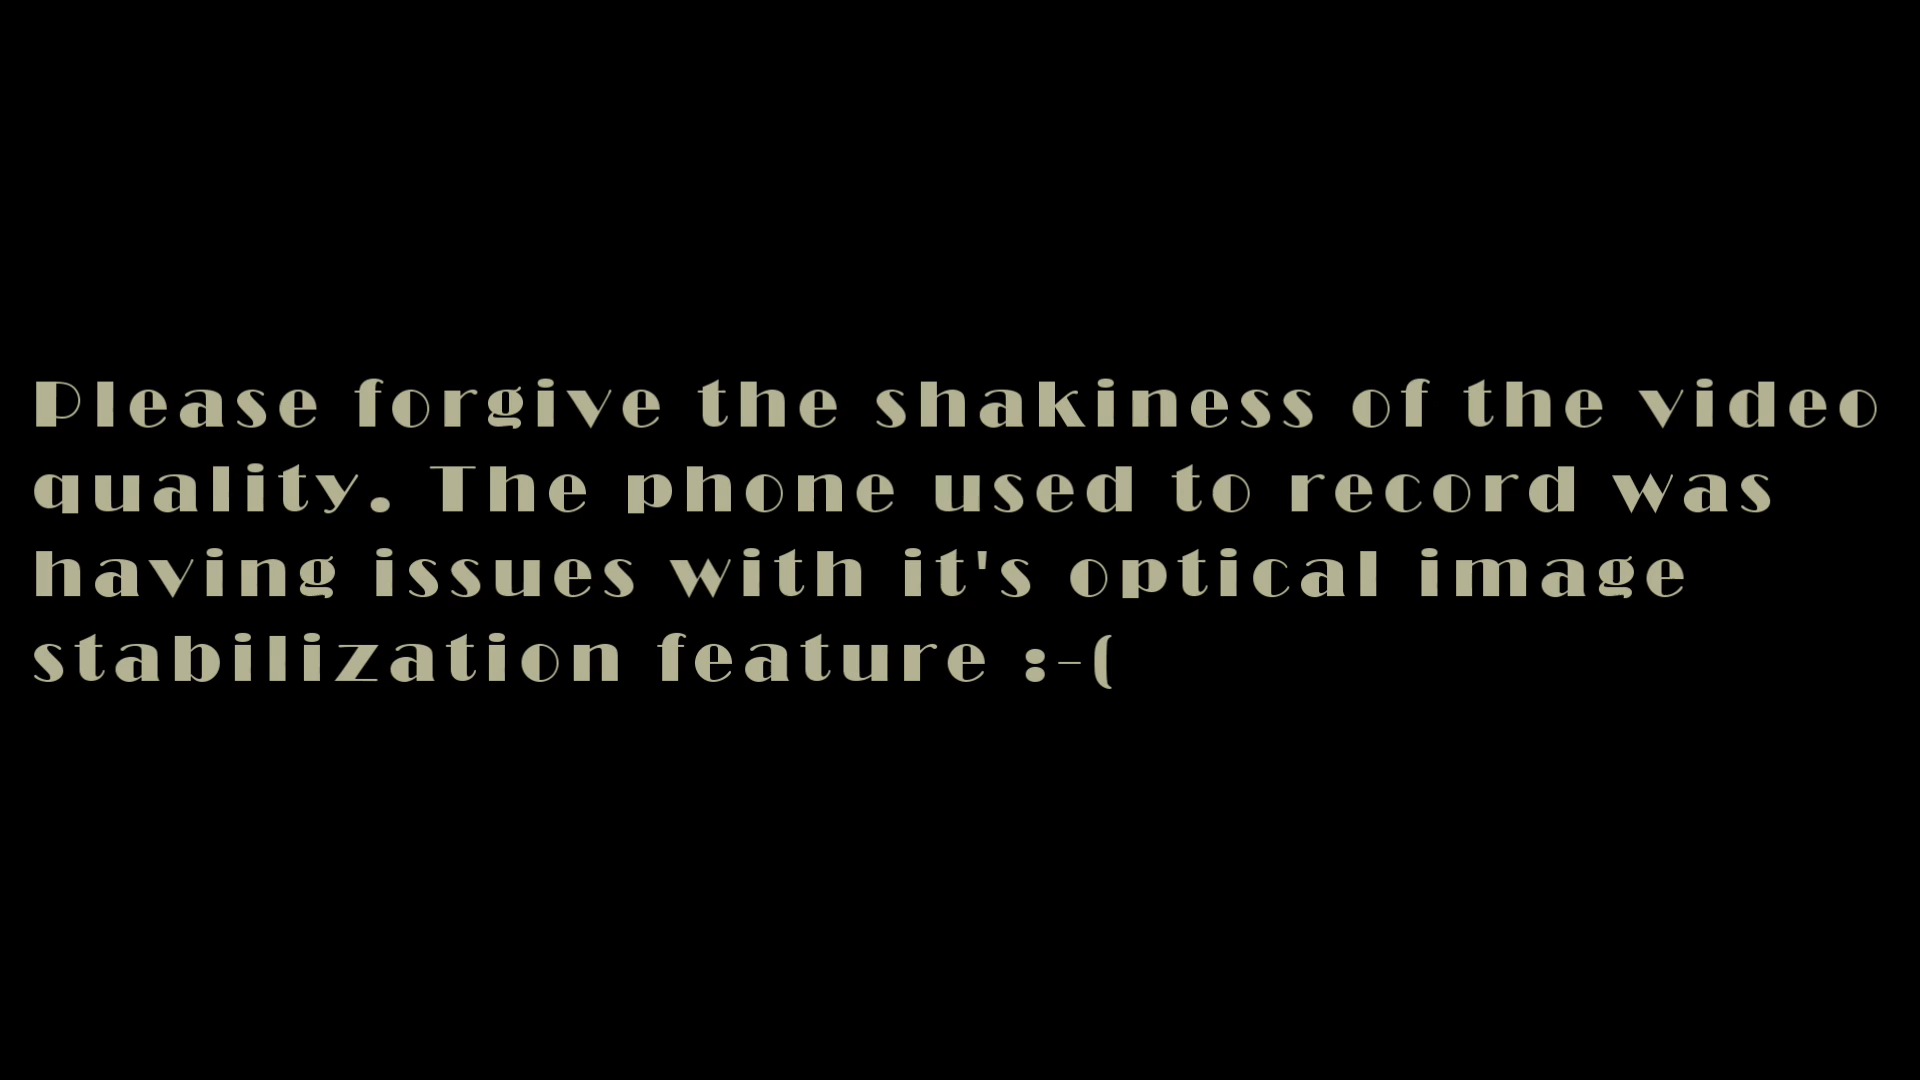 Please forgive the shakiness of the video
quality. The phone used to record was
having issues with it's optical image
stabilization feature :-(